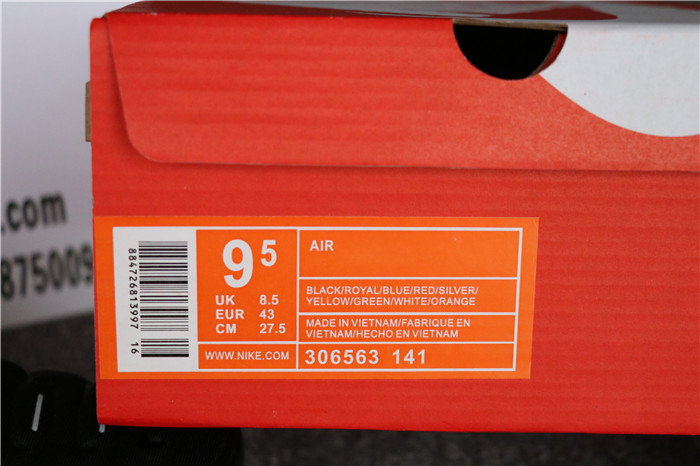 .com
875009
884726813997 16
9 5
UK 8.5
EUR 43
CM 27.5
WWW.NIKE.COM
AIR
BLACK/ROYAL/BLUE/RED/SILVER/
YELLOW/GREEN/WHITE/ORANGE
MADE IN VIETNAM/FABRIQUE EN
VIETNAM/HECHO EN VIETNAM
306563 141